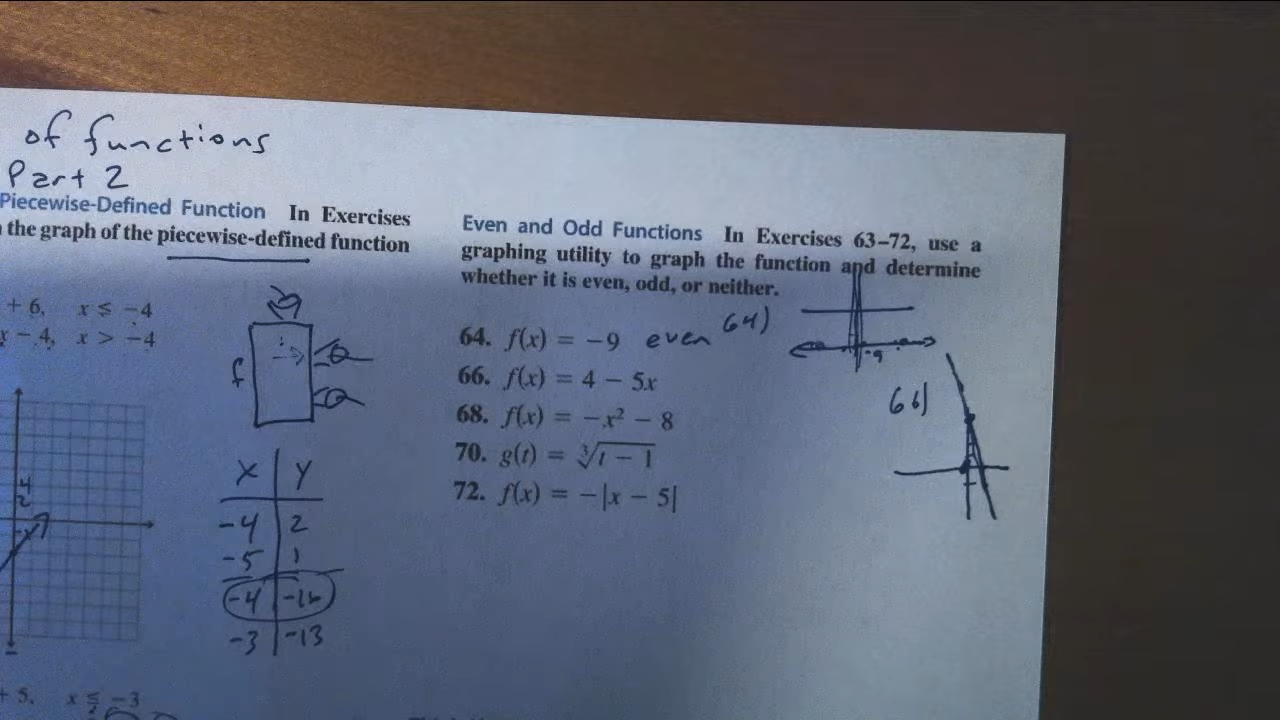 of functions
Part 2
Piecewise-Defined Function In Exercises
the graph of the piecewise-defined function
+ 6, x ≤ -4
x - 4, x > -4
f
4
2
X Y
-4 2
-5 1
-4 -16
-3 -13
+ 5, x ≤ -3
Even and Odd Functions In Exercises 63–72, use a
graphing utility to graph the function and determine
whether it is even, odd, or neither.
64. f(x) = -9 even 64)
-9
66. f(x) = 4 - 5x
66)
68. f(x) = -x² - 8
70. g(t) = ∛(t - 1)
72. f(x) = -|x - 5|